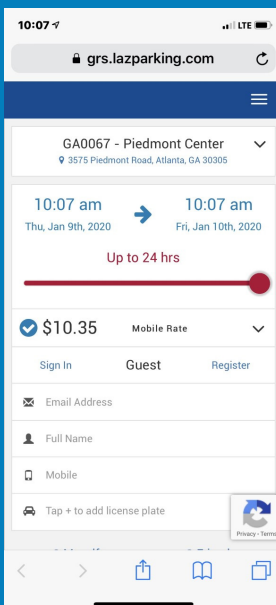 10:07
LTE
grs.lazparking.com
GA0067 - Piedmont Center
3575 Piedmont Road, Atlanta, GA 30305
10:07 am
10:07 am
Thu, Jan 9th, 2020
Fri, Jan 10th, 2020
Up to 24 hrs
$10.35
Mobile Rate
Sign In
Guest
Register
Email Address
Full Name
Mobile
Tap + to add license plate
Privacy - Terms